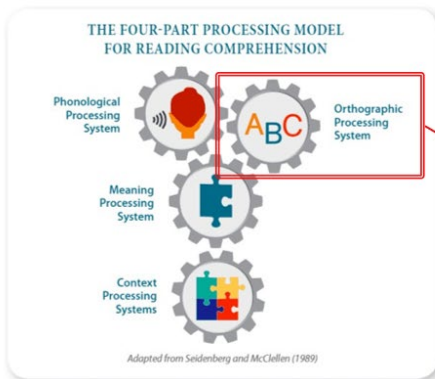 THE FOUR-PART PROCESSING MODEL
FOR READING COMPREHENSION
Phonological
Processing
System
ABC
Orthographic
Processing
System
Meaning
Processing
System
Context
Processing
Systems
Adapted from Seidenberg and McClellen (1989)